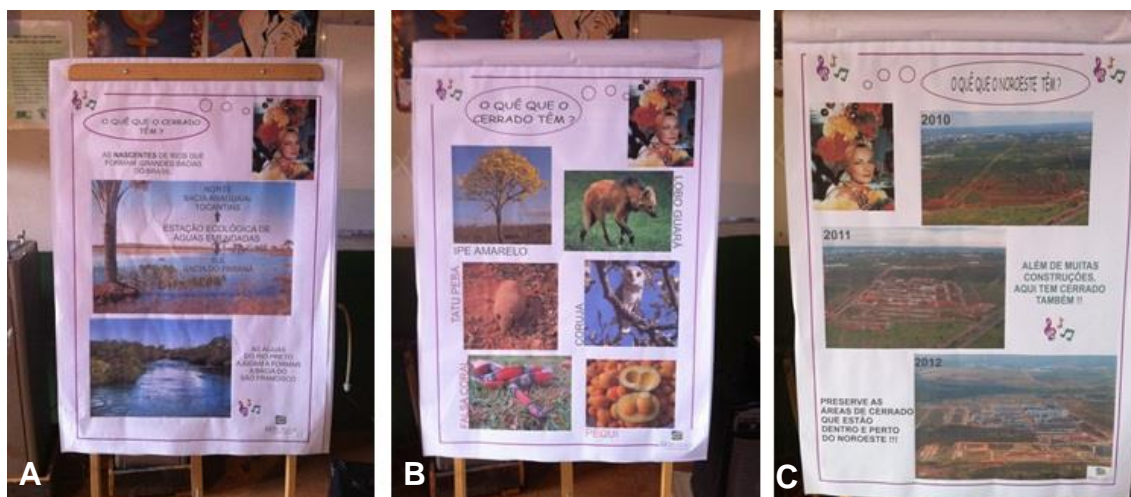 O QUÊ QUE O CERRADO
TÊM ?
AS NASCENTES DE RIOS QUE
FORMAM GRANDES BACIAS
DO BRASIL
NORTE
BACIA ARAGUAIA/
TOCANTINS
ESTAÇÃO ECOLÓGICA DE
ÁGUAS EMENDADAS
SUL
BACIA DO PARANÁ
AS ÁGUAS
DO RIO PRETO
AJUDAM A FORMAR
A BACIA DO
SÃO FRANCISCO
A
O QUÊ QUE O
CERRADO TÊM ?
IPE AMARELO
LOBO GUARÁ
TATU PEBA
CORUJA
FALSA CORAL
PEQUI
B
O QUÊ QUE O NOROESTE TÊM ?
2010
2011
ALÉM DE MUITAS
CONSTRUÇÕES,
AQUI TEM CERRADO
TAMBÉM !!
2012
PRESERVE AS
ÁREAS DE CERRADO
QUE ESTÃO
DENTRO E PERTO
DO NOROESTE !!!
C